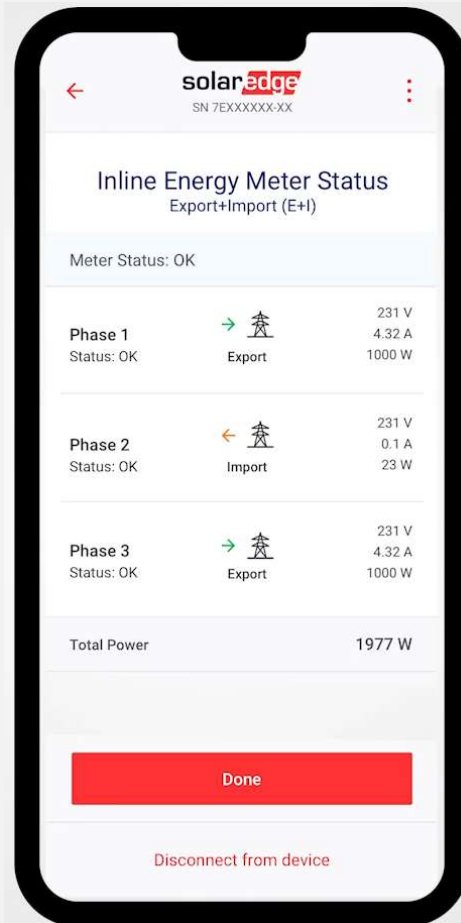 solaredge
SN 7EXXXXXX-XX
Inline Energy Meter Status
Export+Import (E+I)
Meter Status: OK
Phase 1
Status: OK
Export
231 V
4.32 A
1000 W
Phase 2
Status: OK
Import
231 V
0.1 A
23 W
Phase 3
Status: OK
Export
231 V
4.32 A
1000 W
Total Power 1977 W
Done
Disconnect from device